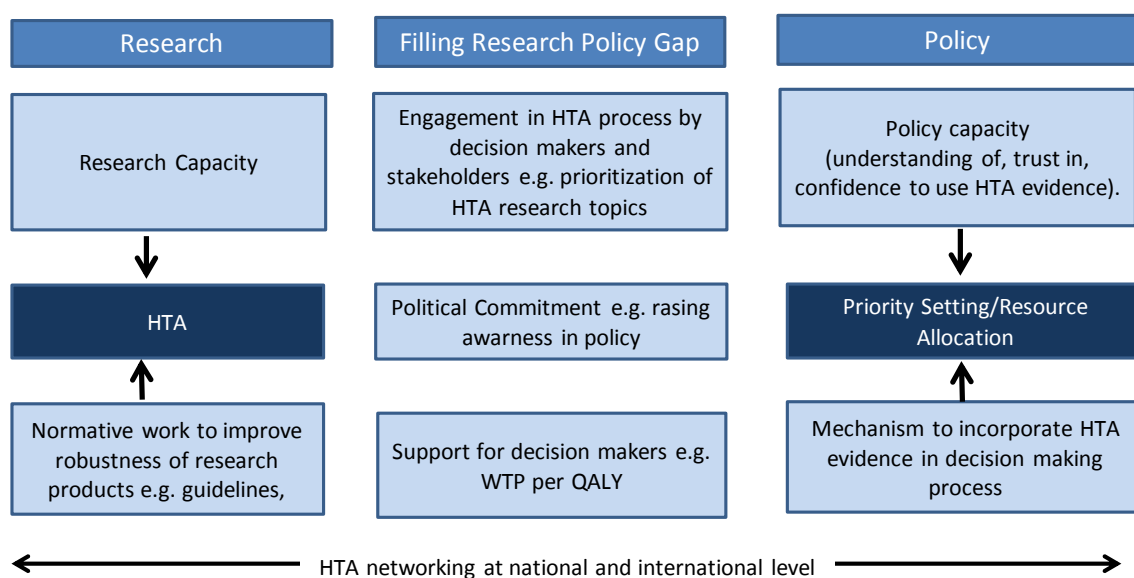 Research
Filling Research Policy Gap
Policy
Research Capacity
Engagement in HTA process by
decision makers and
stakeholders e.g. prioritization of
HTA research topics
Policy capacity
(understanding of, trust in,
confidence to use HTA evidence).
HTA
Political Commitment e.g. rasing
awarness in policy
Priority Setting/Resource
Allocation
Normative work to improve
robustness of research
products e.g. guidelines,
Support for decision makers e.g.
WTP per QALY
Mechanism to incorporate HTA
evidence in decision making
process
HTA networking at national and international level